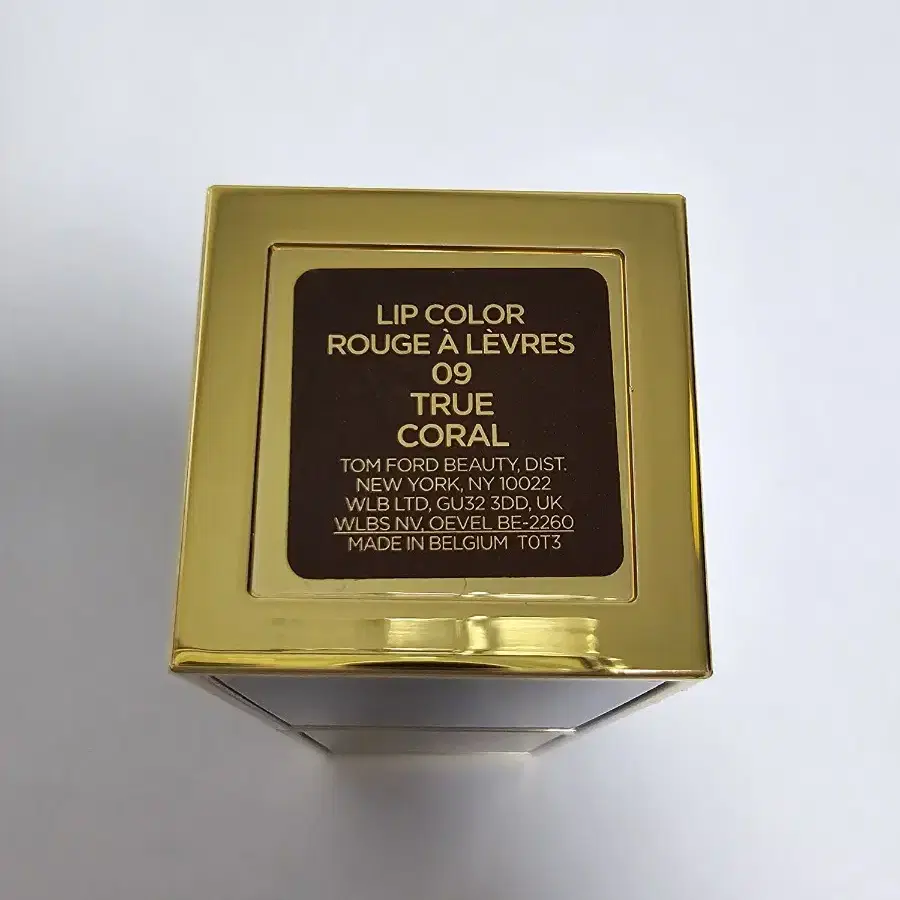 LIP COLOR
ROUGE À LÈVRES
09
TRUE
CORAL
TOM FORD BEAUTY, DIST.
NEW YORK, NY 10022
WLB LTD, GU32 3DD, UK
WLBS NV, OEVEL BE-2260
MADE IN BELGIUM T0T3